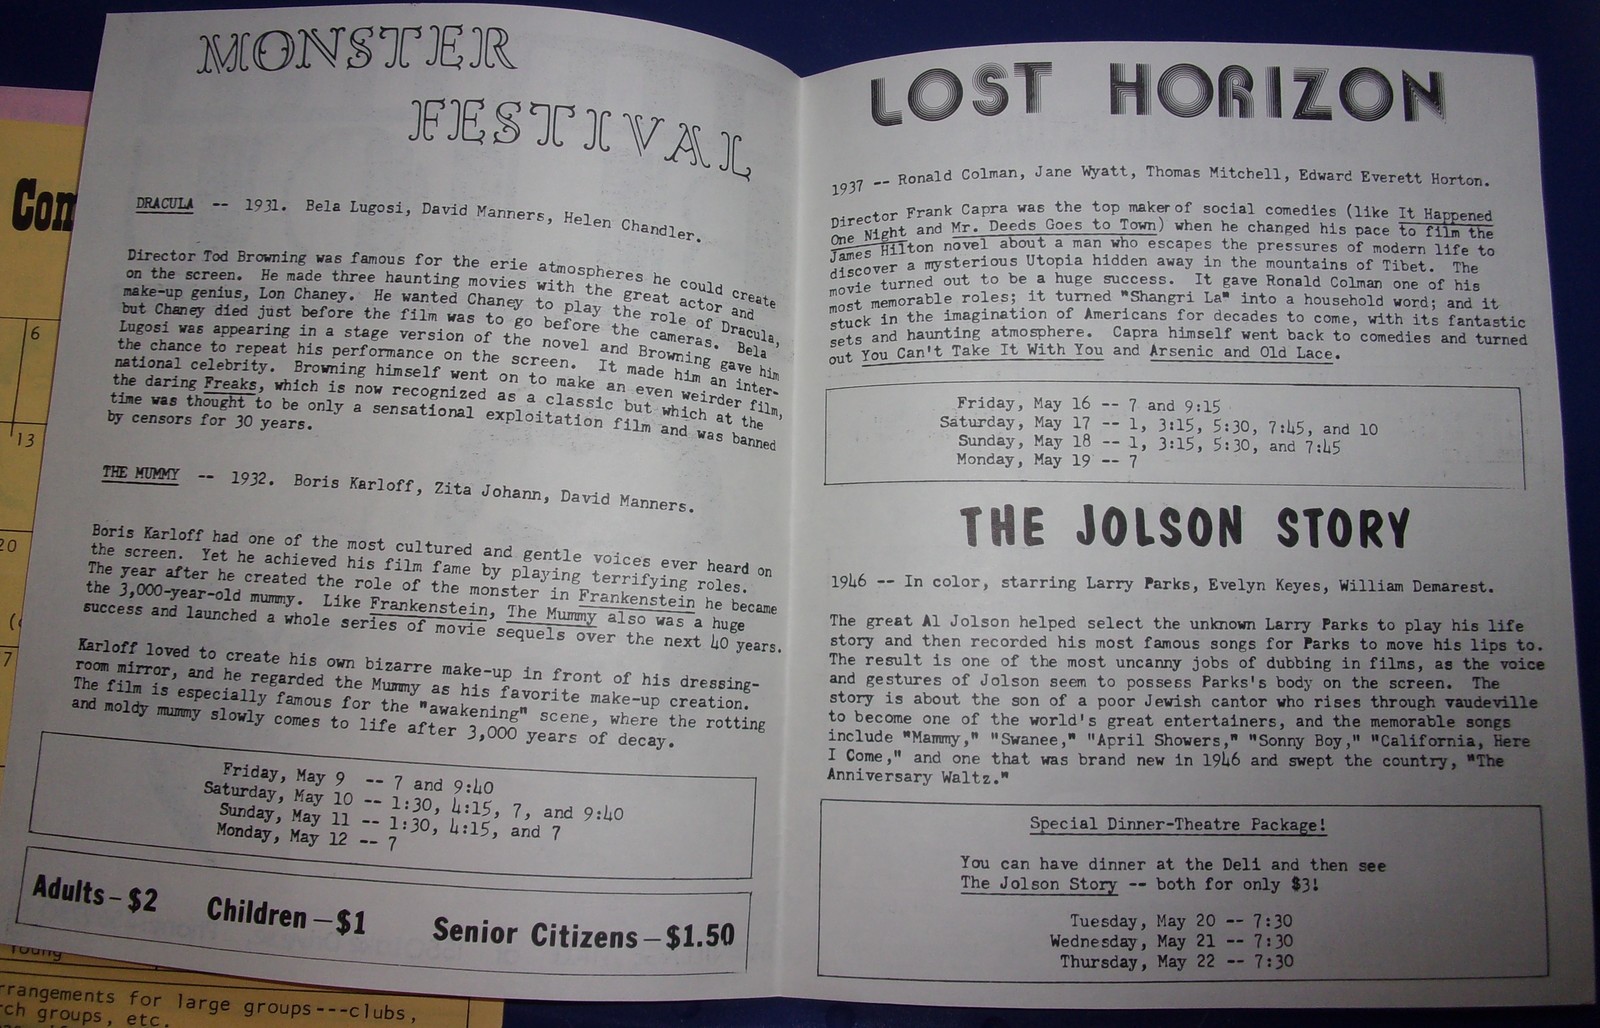 MONSTER
FESTIVAL
DRACULA -- 1931. Bela Lugosi, David Manners, Helen Chandler.
Director Tod Browning was famous for the erie atmospheres he could create
on the screen. He made three haunting movies with the great actor and
make-up genius, Lon Chaney. He wanted Chaney to play the role of Dracula,
but Chaney died just before the film was to go before the cameras. Bela
Lugosi was appearing in a stage version of the novel and Browning gave him
the chance to repeat his performance on the screen. It made him an inter-
national celebrity. Browning himself went on to make an even weirder film,
the daring Freaks, which is now recognized as a classic but which at the
time was thought to be only a sensational exploitation film and was banned
by censors for 30 years.
THE MUMMY -- 1932. Boris Karloff, Zita Johann, David Manners.
Boris Karloff had one of the most cultured and gentle voices ever heard on
the screen. Yet he achieved his film fame by playing terrifying roles.
The year after he created the role of the monster in Frankenstein he became
the 3,000-year-old mummy. Like Frankenstein, The Mummy also was a huge
success and launched a whole series of movie sequels over the next 40 years.
Karloff loved to create his own bizarre make-up in front of his dressing-
room mirror, and he regarded the Mummy as his favorite make-up creation.
The film is especially famous for the "awakening" scene, where the rotting
and moldy mummy slowly comes to life after 3,000 years of decay.
Friday, May 9 -- 7 and 9:40
Saturday, May 10 -- 1:30, 4:15, 7, and 9:40
Sunday, May 11 -- 1:30, 4:15, and 7
Monday, May 12 -- 7
Adults – $2 Children – $1 Senior Citizens – $1.50
LOST HORIZON
1937 -- Ronald Colman, Jane Wyatt, Thomas Mitchell, Edward Everett Horton.
Director Frank Capra was the top maker of social comedies (like It Happened
One Night and Mr. Deeds Goes to Town) when he changed his pace to film the
James Hilton novel about a man who escapes the pressures of modern life to
discover a mysterious Utopia hidden away in the mountains of Tibet. The
movie turned out to be a huge success. It gave Ronald Colman one of his
most memorable roles; it turned "Shangri La" into a household word; and it
stuck in the imagination of Americans for decades to come, with its fantastic
sets and haunting atmosphere. Capra himself went back to comedies and turned
out You Can't Take It With You and Arsenic and Old Lace.
Friday, May 16 -- 7 and 9:15
Saturday, May 17 -- 1, 3:15, 5:30, 7:45, and 10
Sunday, May 18 -- 1, 3:15, 5:30, and 7:45
Monday, May 19 -- 7
THE JOLSON STORY
1946 -- In color, starring Larry Parks, Evelyn Keyes, William Demarest.
The great Al Jolson helped select the unknown Larry Parks to play his life
story and then recorded his most famous songs for Parks to move his lips to.
The result is one of the most uncanny jobs of dubbing in films, as the voice
and gestures of Jolson seem to possess Parks's body on the screen. The
story is about the son of a poor Jewish cantor who rises through vaudeville
to become one of the world's great entertainers, and the memorable songs
include "Mammy," "Swanee," "April Showers," "Sonny Boy," "California, Here
I Come," and one that was brand new in 1946 and swept the country, "The
Anniversary Waltz."
Special Dinner-Theatre Package!
You can have dinner at the Deli and then see
The Jolson Story -- both for only $3!
Tuesday, May 20 -- 7:30
Wednesday, May 21 -- 7:30
Thursday, May 22 -- 7:30
Com
6
13
20
7
Young
rrangements for large groups---clubs,
rch groups, etc.